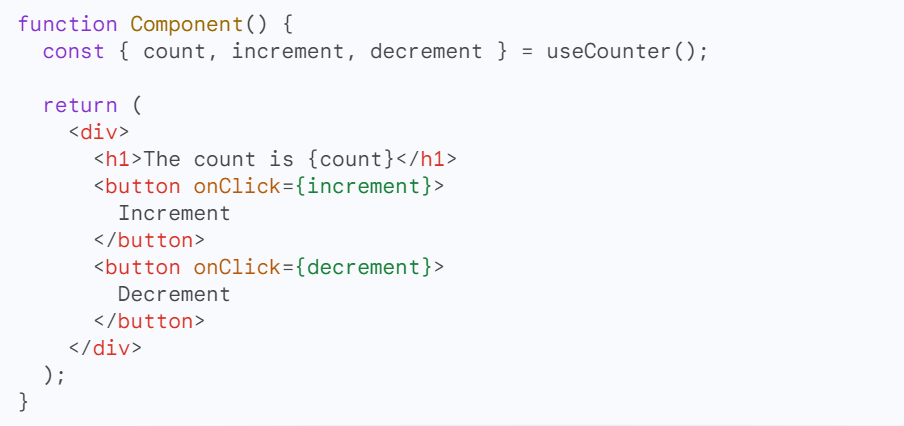 function Component() {
  const { count, increment, decrement } = useCounter();

  return (
    <div>
      <h1>The count is {count}</h1>
      <button onClick={increment}>
        Increment
      </button>
      <button onClick={decrement}>
        Decrement
      </button>
    </div>
  );
}